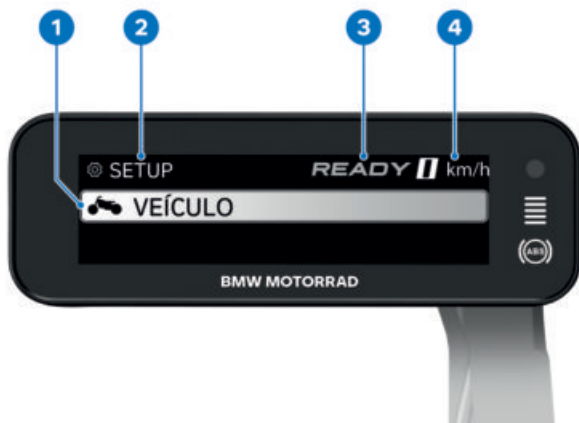 1 2 3 4
SETUP READY 0 km/h
VEÍCULO
ABS
BMW MOTORRAD